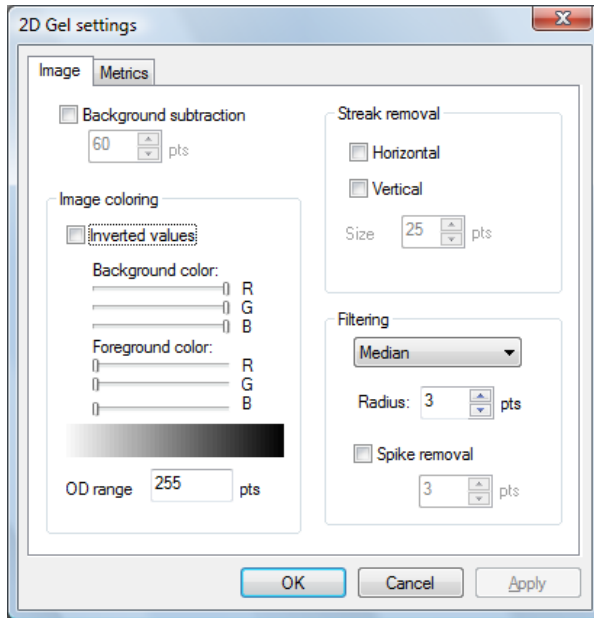 2D Gel settings
Image
Metrics
Background subtraction
60 pts
Image coloring
Inverted values
Background color:
R
G
B
Foreground color:
R
G
B
OD range 255 pts
Streak removal
Horizontal
Vertical
Size 25 pts
Filtering
Median
Radius: 3 pts
Spike removal
3 pts
OK Cancel Apply